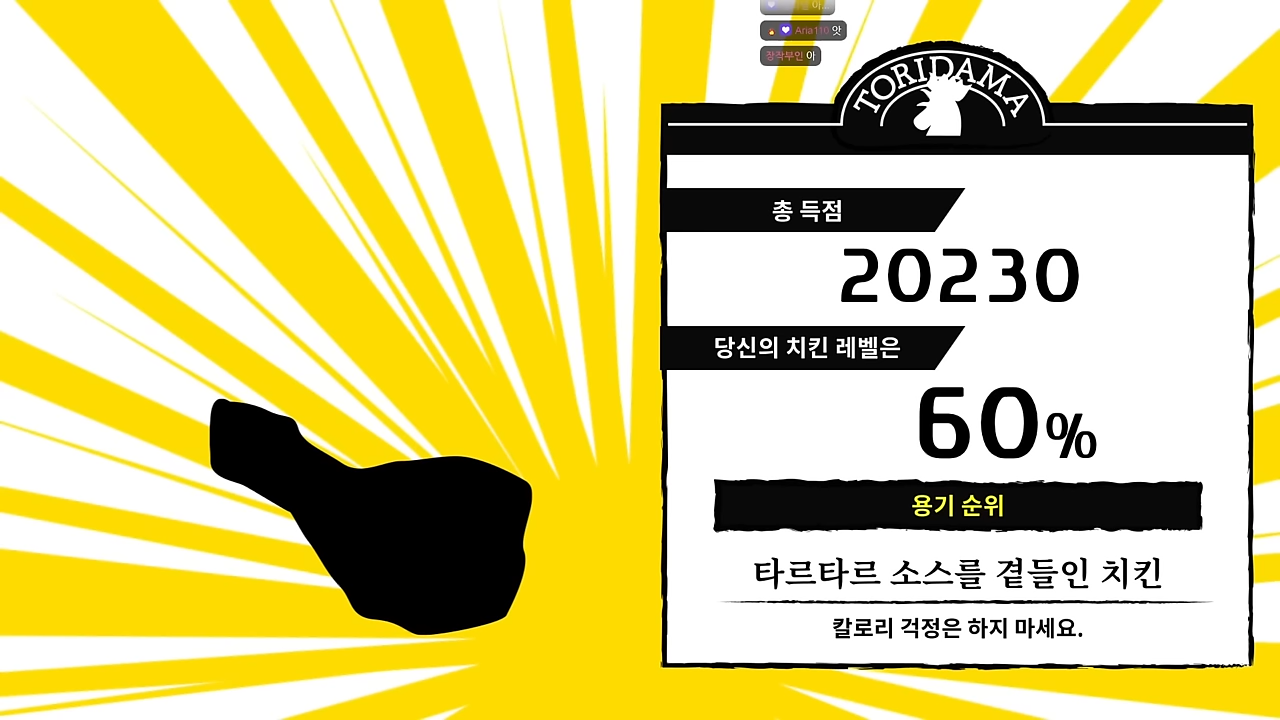 Aria110 앗
장작부인 아
TORIDAMA
총 득점
20230
당신의 치킨 레벨은
60%
용기 순위
타르타르 소스를 곁들인 치킨
칼로리 걱정은 하지 마세요.